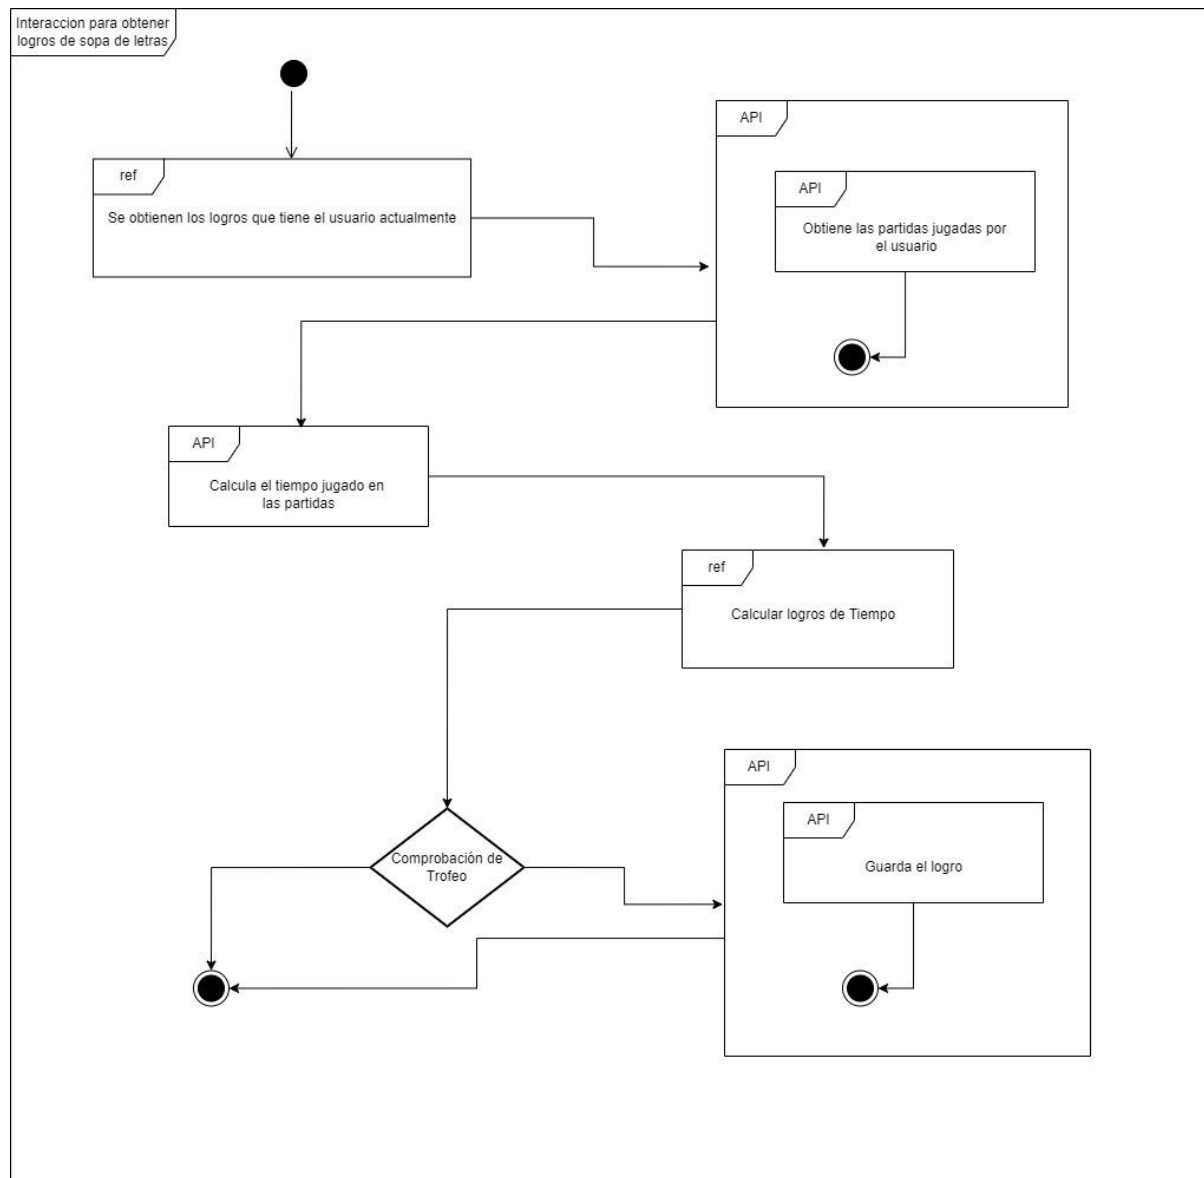 Interaccion para obtener
logros de sopa de letras
API
ref
API
Se obtienen los logros que tiene el usuario actualmente
Obtiene las partidas jugadas por
el usuario
API
Calcula el tiempo jugado en
las partidas
ref
Calcular logros de Tiempo
API
API
Comprobación de
Trofeo
Guarda el logro